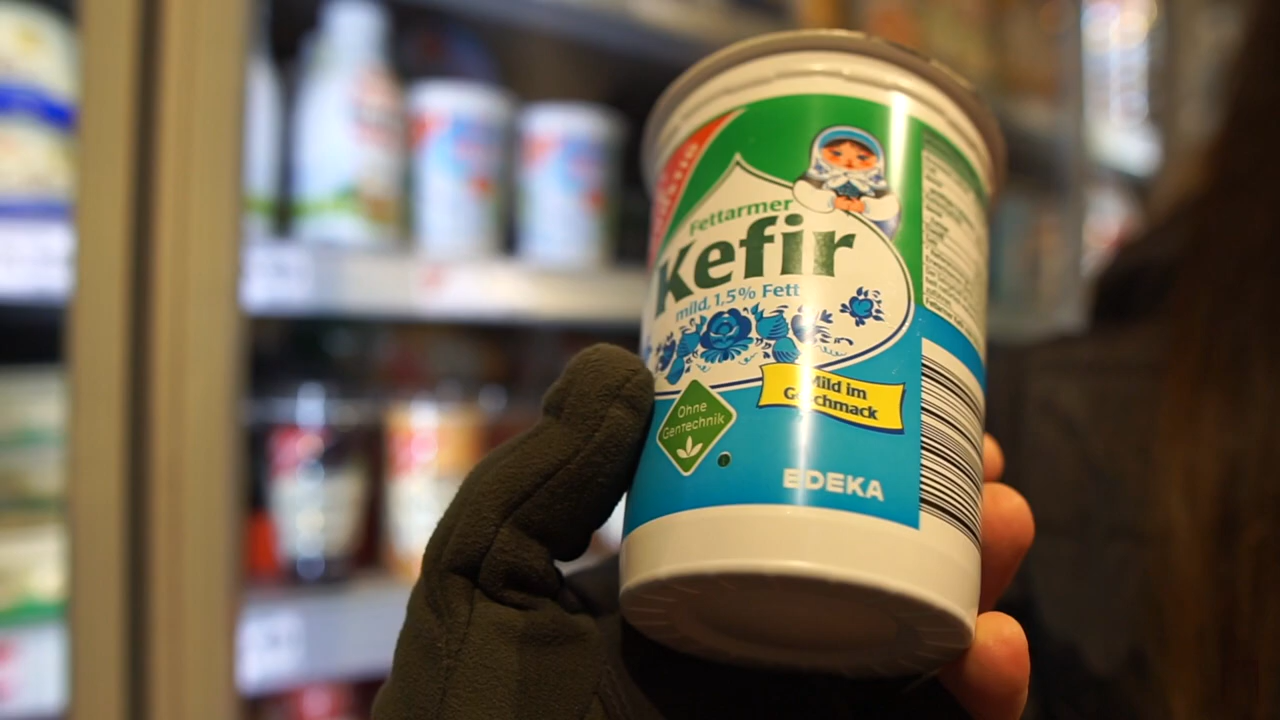 Fettarmer
Kefir
mild, 1,5% Fett
Mild im
Geschmack
Ohne
Gentechnik
EDEKA